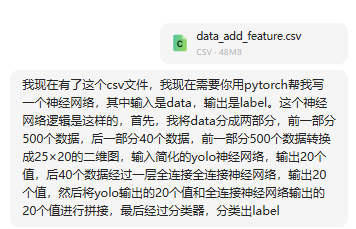 data_add_feature.csv
CSV · 48MB
我现在有了这个csv文件，我现在需要你用pytorch帮我写
一个神经网络，其中输入是data，输出是label。这个神经
网络逻辑是这样的，首先，我将data分成两部分，前一部分
500个数据，后一部分40个数据，前一部分500个数据转换
成25×20的二维图，输入简化的yolo神经网络，输出20个
值，后40个数据经过一层全连接全连接神经网络，输出20
个值，然后将yolo输出的20个值和全连接神经网络输出的
20个值进行拼接，最后经过分类器，分类出label